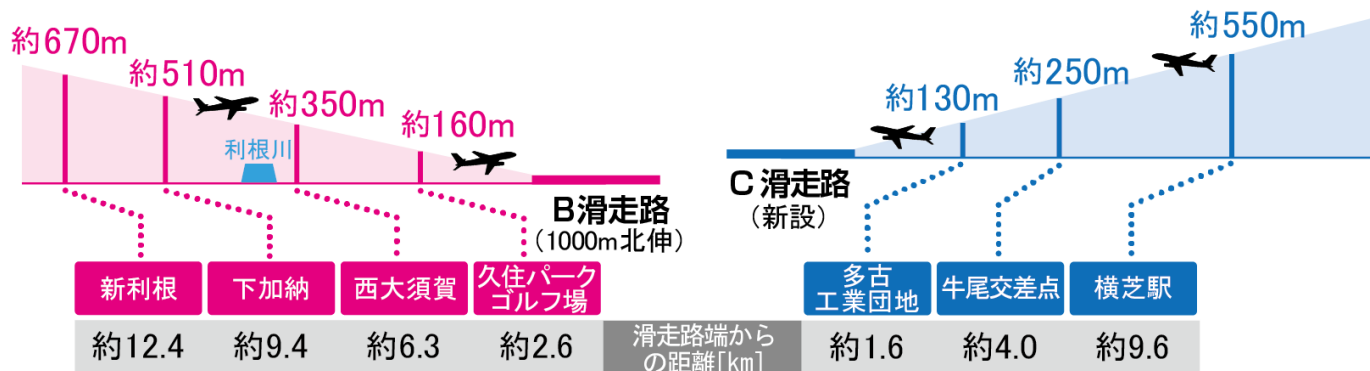 約670m
約510m
約350m
約160m
利根川
B滑走路
(1000m北伸)
約550m
約250m
約130m
C滑走路
(新設)
新利根
下加納
西大須賀
久住パーク
ゴルフ場
多古
工業団地
牛尾交差点
横芝駅
約12.4
約9.4
約6.3
約2.6
滑走路端から
の距離[km]
約1.6
約4.0
約9.6